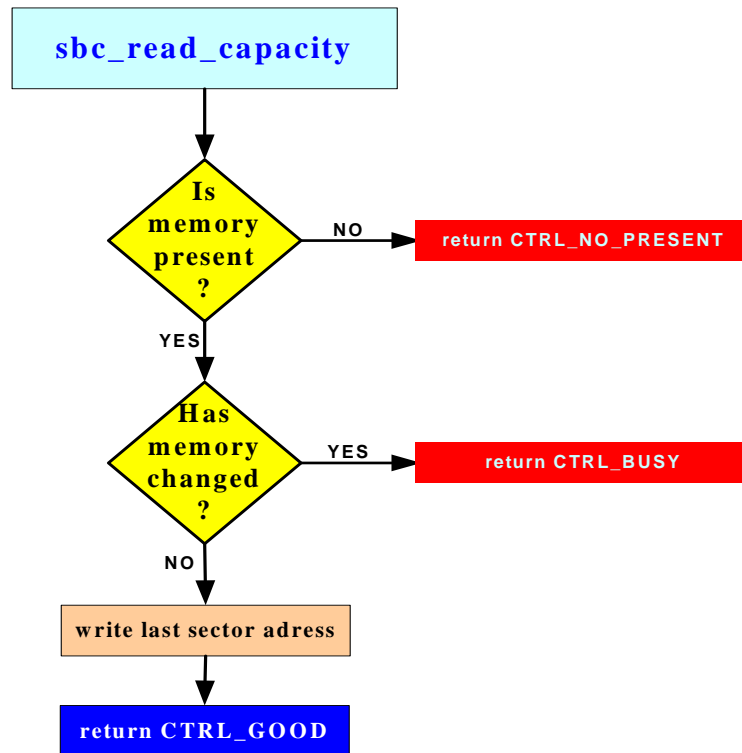 sbc_read_capacity
Is
memory
present
?
NO
return CTRL_NO_PRESENT
YES
Has
memory
changed
?
YES
return CTRL_BUSY
NO
write last sector adress
return CTRL_GOOD